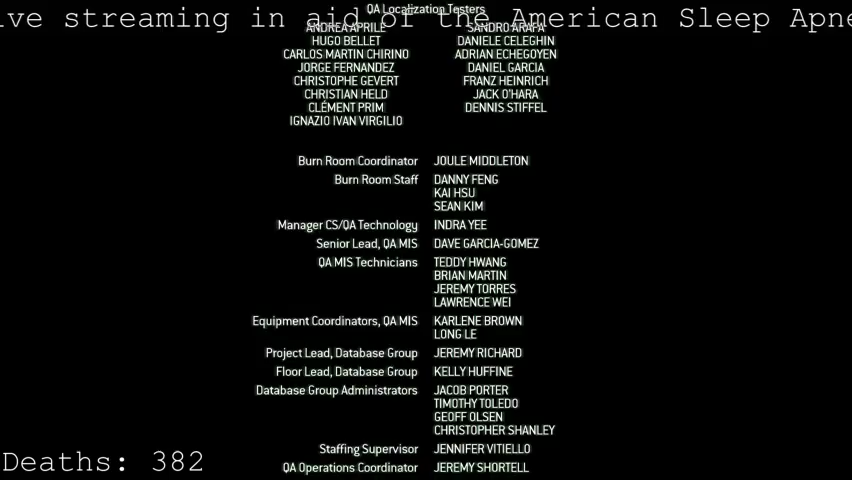 QA Localization Testers
ive streaming in aid of the American Sleep Apne
ANDREA APRILE SANDRO ARAFA
HUGO BELLET DANIELE CELEGHIN
CARLOS MARTIN CHIRINO ADRIAN ECHEGOYEN
JORGE FERNANDEZ DANIEL GARCIA
CHRISTOPHE GEVERT FRANZ HEINRICH
CHRISTIAN HELD JACK O'HARA
CLÉMENT PRIM DENNIS STIFFEL
IGNAZIO IVAN VIRGILIO
Burn Room Coordinator JOULE MIDDLETON
Burn Room Staff DANNY FENG
KAI HSU
SEAN KIM
Manager CS/QA Technology INDRA YEE
Senior Lead, QA MIS DAVE GARCIA-GOMEZ
QA MIS Technicians TEDDY HWANG
BRIAN MARTIN
JEREMY TORRES
LAWRENCE WEI
Equipment Coordinators, QA MIS KARLENE BROWN
LONG LE
Project Lead, Database Group JEREMY RICHARD
Floor Lead, Database Group KELLY HUFFINE
Database Group Administrators JACOB PORTER
TIMOTHY TOLEDO
GEOFF OLSEN
CHRISTOPHER SHANLEY
Staffing Supervisor JENNIFER VITIELLO
Deaths: 382
QA Operations Coordinator JEREMY SHORTELL